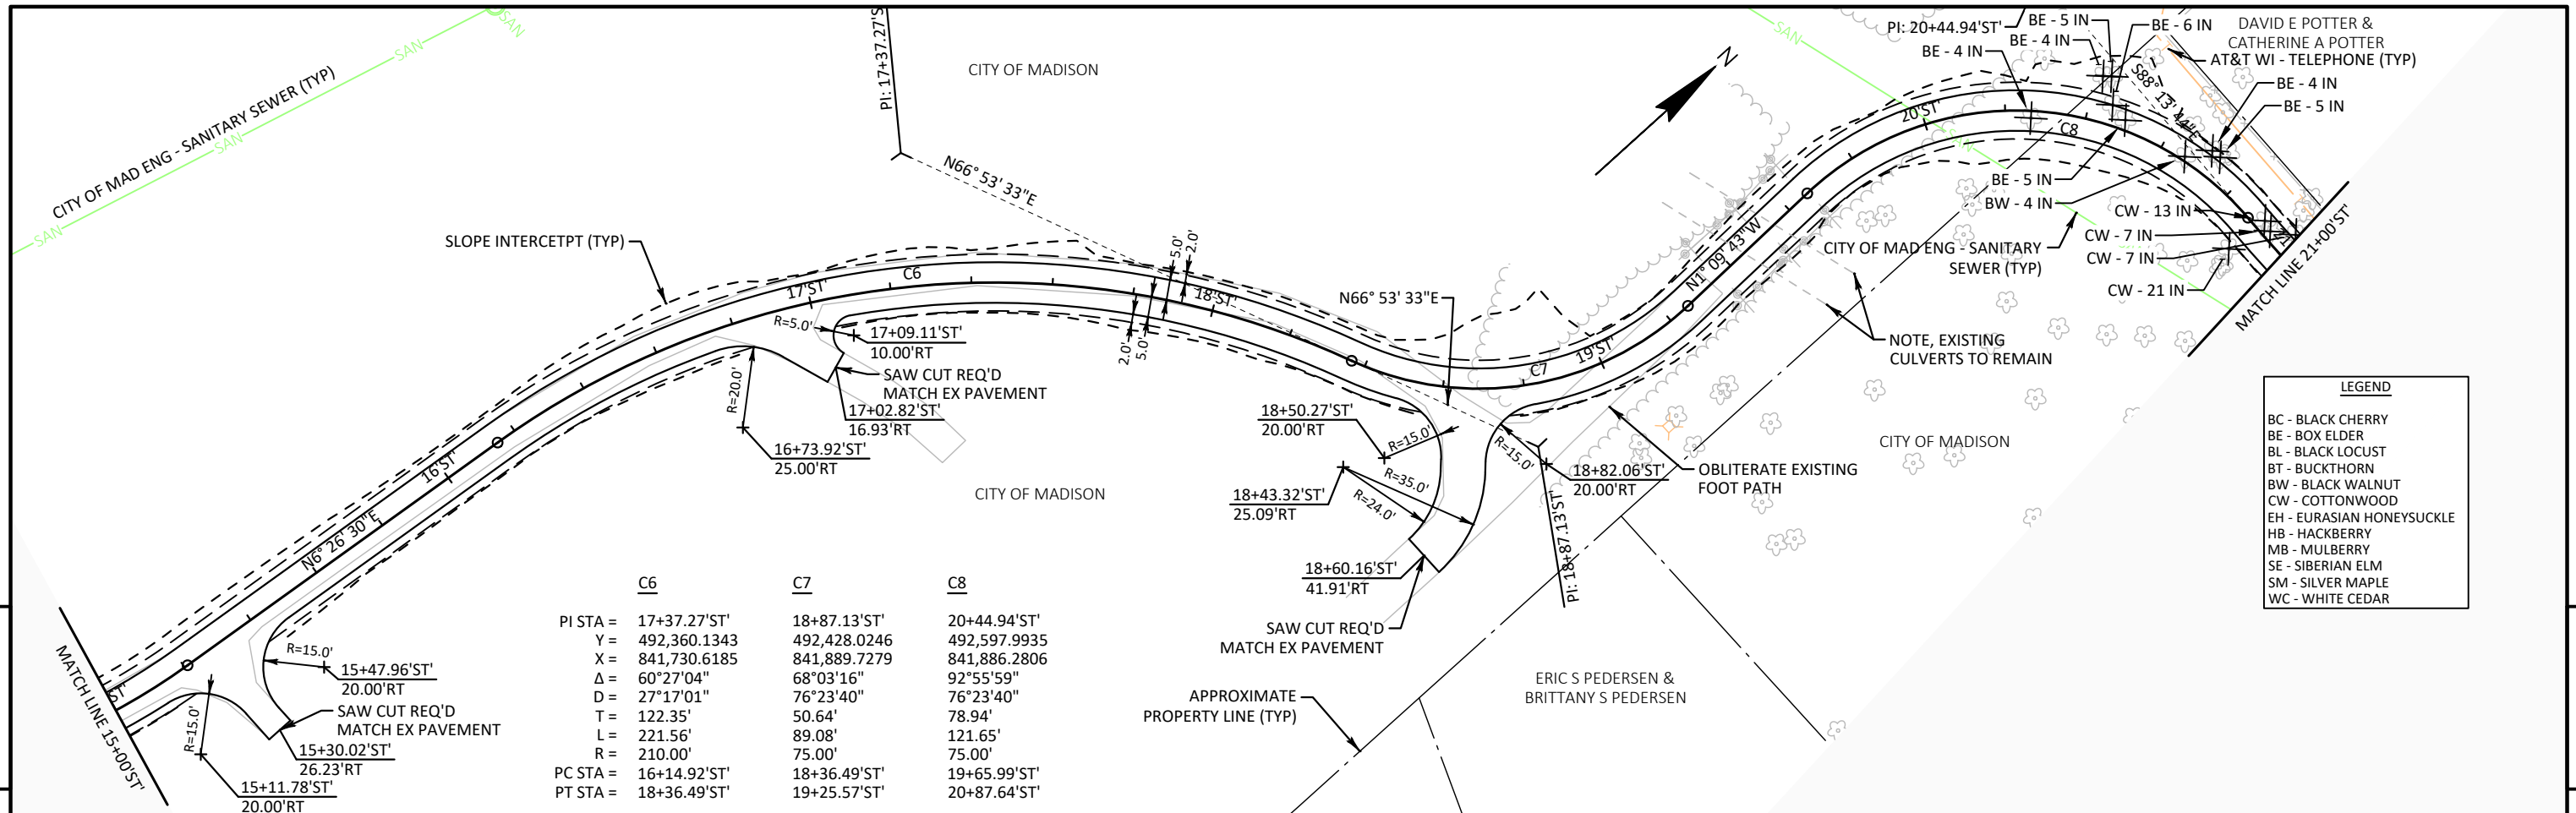 SAN
SAN
SAN
SAN
CITY OF MAD ENG - SANITARY SEWER (TYP)
SLOPE INTERCETPT (TYP)
PI: 17+37.27'S
CITY OF MADISON
N66° 53' 33"E
N
SAN
SAN
PI: 20+44.94'ST'
BE - 5 IN
BE - 6 IN
BE - 4 IN
BE - 4 IN
DAVID E POTTER &
CATHERINE A POTTER
AT&T WI - TELEPHONE (TYP)
S88° 13' 44"E
BE - 4 IN
BE - 5 IN
20'ST'
C8
BE - 5 IN
BW - 4 IN
CW - 13 IN
CW - 7 IN
CW - 7 IN
CW - 21 IN
CITY OF MAD ENG - SANITARY
SEWER (TYP)
MATCH LINE 21+00'ST'
N1° 09' 43"W
NOTE, EXISTING
CULVERTS TO REMAIN
C6
17'ST'
5.0'
2.0'
18'ST'
2.0'
5.0'
N66° 53' 33"E
C7
19'ST'
R=5.0'
17+09.11'ST'
10.00'RT
SAW CUT REQ'D
MATCH EX PAVEMENT
17+02.82'ST'
16.93'RT
R=20.0'
16+73.92'ST'
25.00'RT
CITY OF MADISON
18+50.27'ST'
20.00'RT
R=15.0'
R=15.0'
R=35.0'
R=24.0'
18+43.32'ST'
25.09'RT
18+82.06'ST'
20.00'RT
OBLITERATE EXISTING
FOOT PATH
CITY OF MADISON
PI: 18+87.13'ST'
18+60.16'ST'
41.91'RT
SAW CUT REQ'D
MATCH EX PAVEMENT
APPROXIMATE
PROPERTY LINE (TYP)
ERIC S PEDERSEN &
BRITTANY S PEDERSEN
16'ST'
N6° 26' 30"E
MATCH LINE 15+00'ST'
ST'
R=15.0'
15+47.96'ST'
20.00'RT
SAW CUT REQ'D
MATCH EX PAVEMENT
R=15.0'
15+30.02'ST'
26.23'RT
15+11.78'ST'
20.00'RT
C6 C7 C8
PI STA = 17+37.27'ST' 18+87.13'ST' 20+44.94'ST'
Y = 492,360.1343 492,428.0246 492,597.9935
X = 841,730.6185 841,889.7279 841,886.2806
Δ = 60°27'04" 68°03'16" 92°55'59"
D = 27°17'01" 76°23'40" 76°23'40"
T = 122.35' 50.64' 78.94'
L = 221.56' 89.08' 121.65'
R = 210.00' 75.00' 75.00'
PC STA = 16+14.92'ST' 18+36.49'ST' 19+65.99'ST'
PT STA = 18+36.49'ST' 19+25.57'ST' 20+87.64'ST'
LEGEND
BC - BLACK CHERRY
BE - BOX ELDER
BL - BLACK LOCUST
BT - BUCKTHORN
BW - BLACK WALNUT
CW - COTTONWOOD
EH - EURASIAN HONEYSUCKLE
HB - HACKBERRY
MB - MULBERRY
SE - SIBERIAN ELM
SM - SILVER MAPLE
WC - WHITE CEDAR